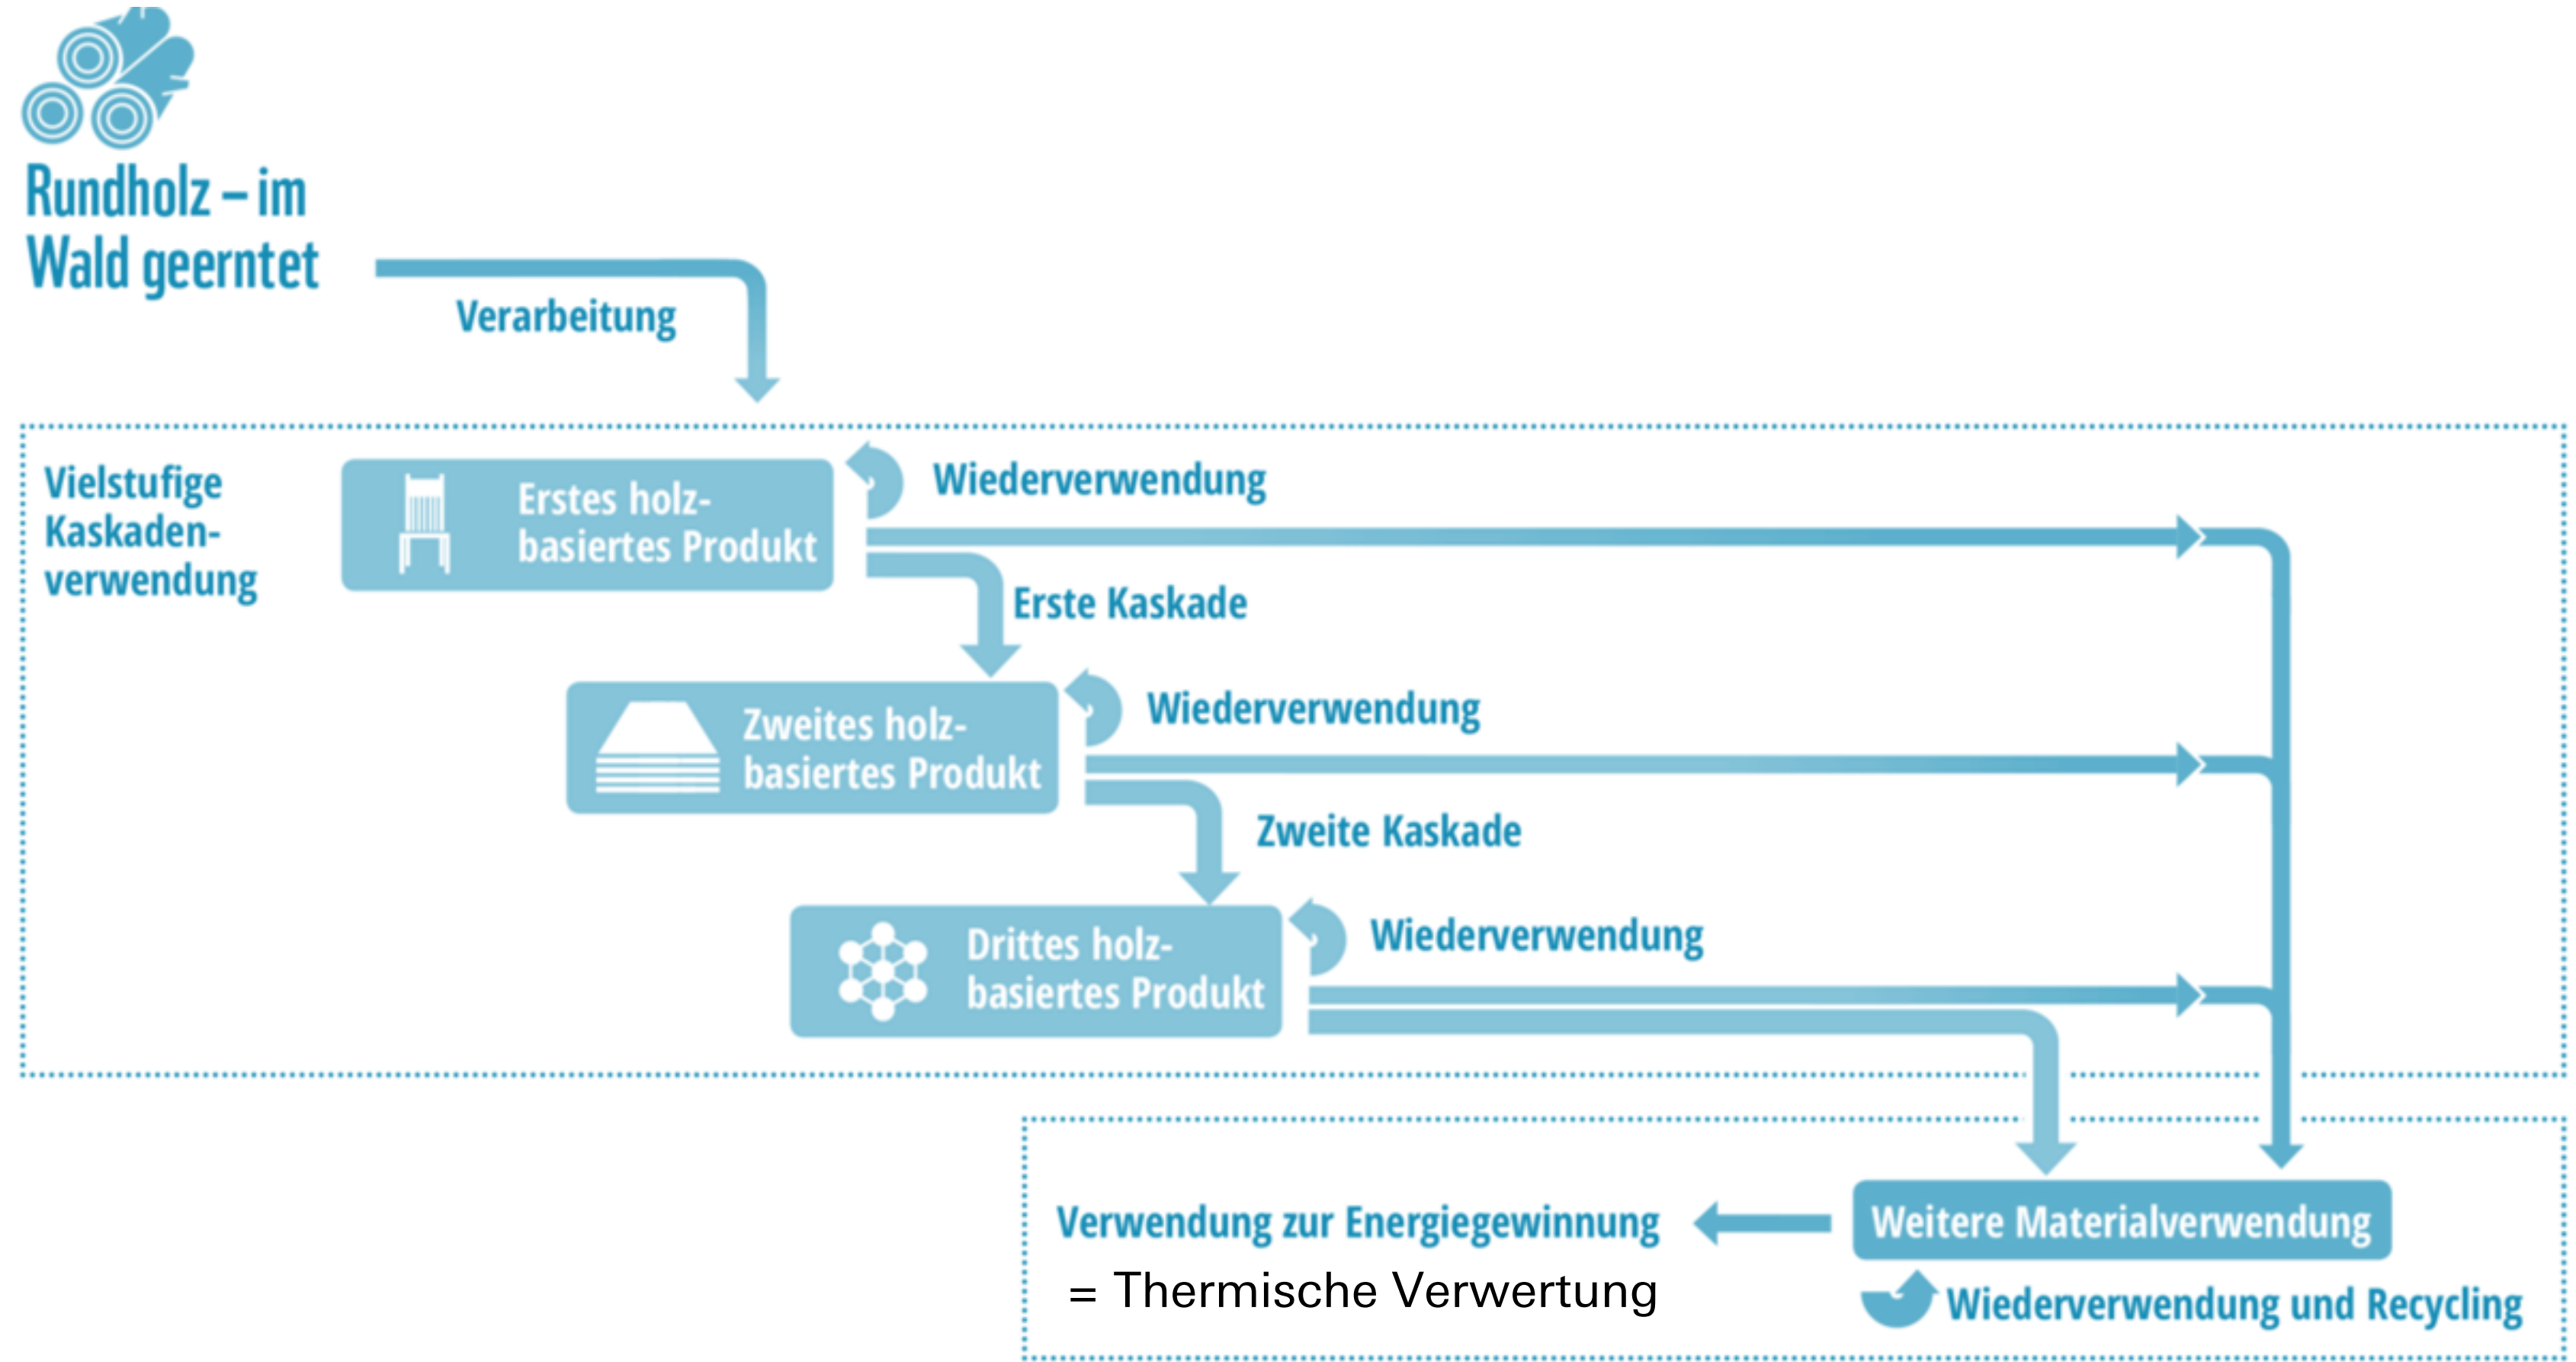 Rundholz – im
Wald geerntet
Verarbeitung
Vielstufige
Kaskaden-
verwendung
Erstes holz-
basiertes Produkt
Wiederverwendung
Erste Kaskade
Zweites holz-
basiertes Produkt
Wiederverwendung
Zweite Kaskade
Drittes holz-
basiertes Produkt
Wiederverwendung
Verwendung zur Energiegewinnung
= Thermische Verwertung
Weitere Materialverwendung
Wiederverwendung und Recycling